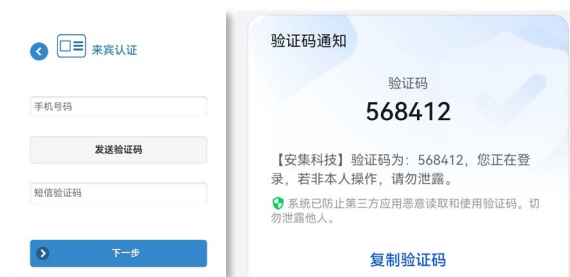 来宾认证
手机号码
发送验证码
短信验证码
下一步
验证码通知
验证码
568412
【安集科技】验证码为：568412，您正在登
录，若非本人操作，请勿泄露。
系统已防止第三方应用恶意读取和使用验证码。切
勿泄露他人。
复制验证码